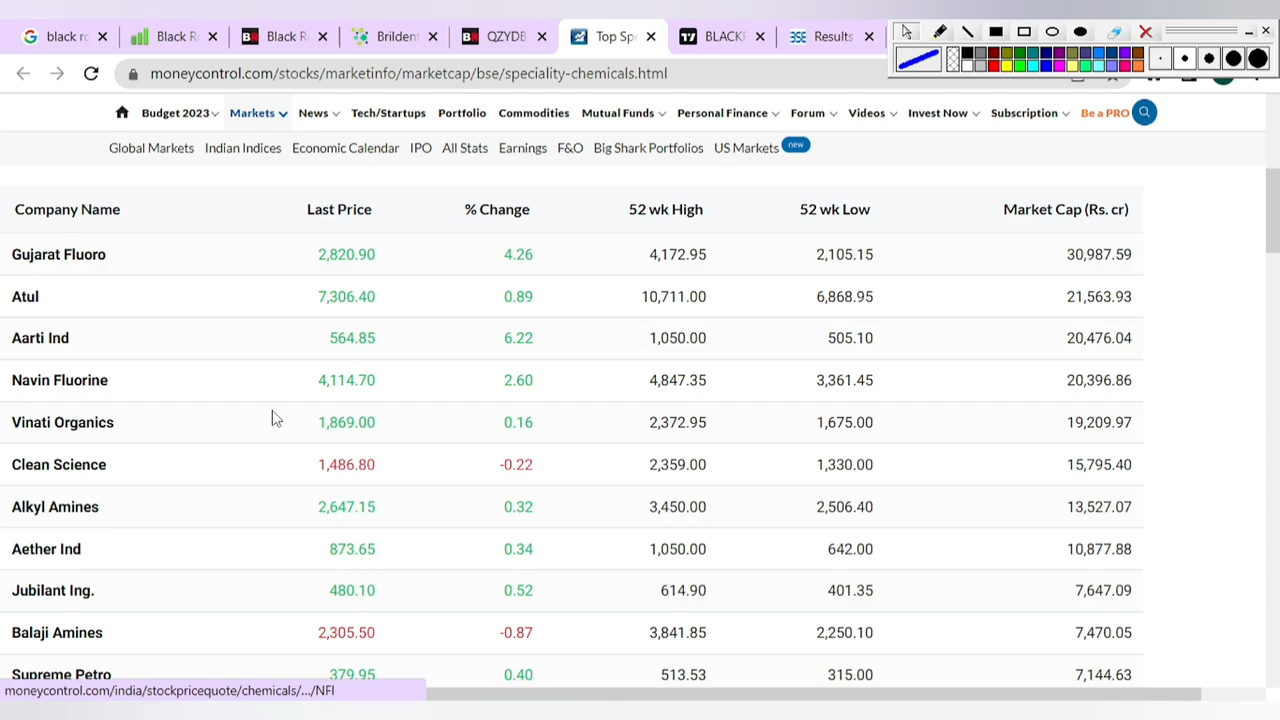 black ro
Black R
Black Ra
Brildent
QZYDB
Top Spe
BLACKR
Results
moneycontrol.com/stocks/marketinfo/marketcap/bse/speciality-chemicals.html
Budget 2023 Markets News Tech/Startups Portfolio Commodities Mutual Funds Personal Finance Forum Videos Invest Now Subscription Be a PRO
Global Markets Indian Indices Economic Calendar IPO All Stats Earnings F&O Big Shark Portfolios US Markets new
Company Name Last Price % Change 52 wk High 52 wk Low Market Cap (Rs. cr)
Gujarat Fluoro 2,820.90 4.26 4,172.95 2,105.15 30,987.59
Atul 7,306.40 0.89 10,711.00 6,868.95 21,563.93
Aarti Ind 564.85 6.22 1,050.00 505.10 20,476.04
Navin Fluorine 4,114.70 2.60 4,847.35 3,361.45 20,396.86
Vinati Organics 1,869.00 0.16 2,372.95 1,675.00 19,209.97
Clean Science 1,486.80 -0.22 2,359.00 1,330.00 15,795.40
Alkyl Amines 2,647.15 0.32 3,450.00 2,506.40 13,527.07
Aether Ind 873.65 0.34 1,050.00 642.00 10,877.88
Jubilant Ing. 480.10 0.52 614.90 401.35 7,647.09
Balaji Amines 2,305.50 -0.87 3,841.85 2,250.10 7,470.05
Supreme Petro 379.95 0.40 513.53 315.00 7,144.63
moneycontrol.com/india/stockpricequote/chemicals/.../NFI